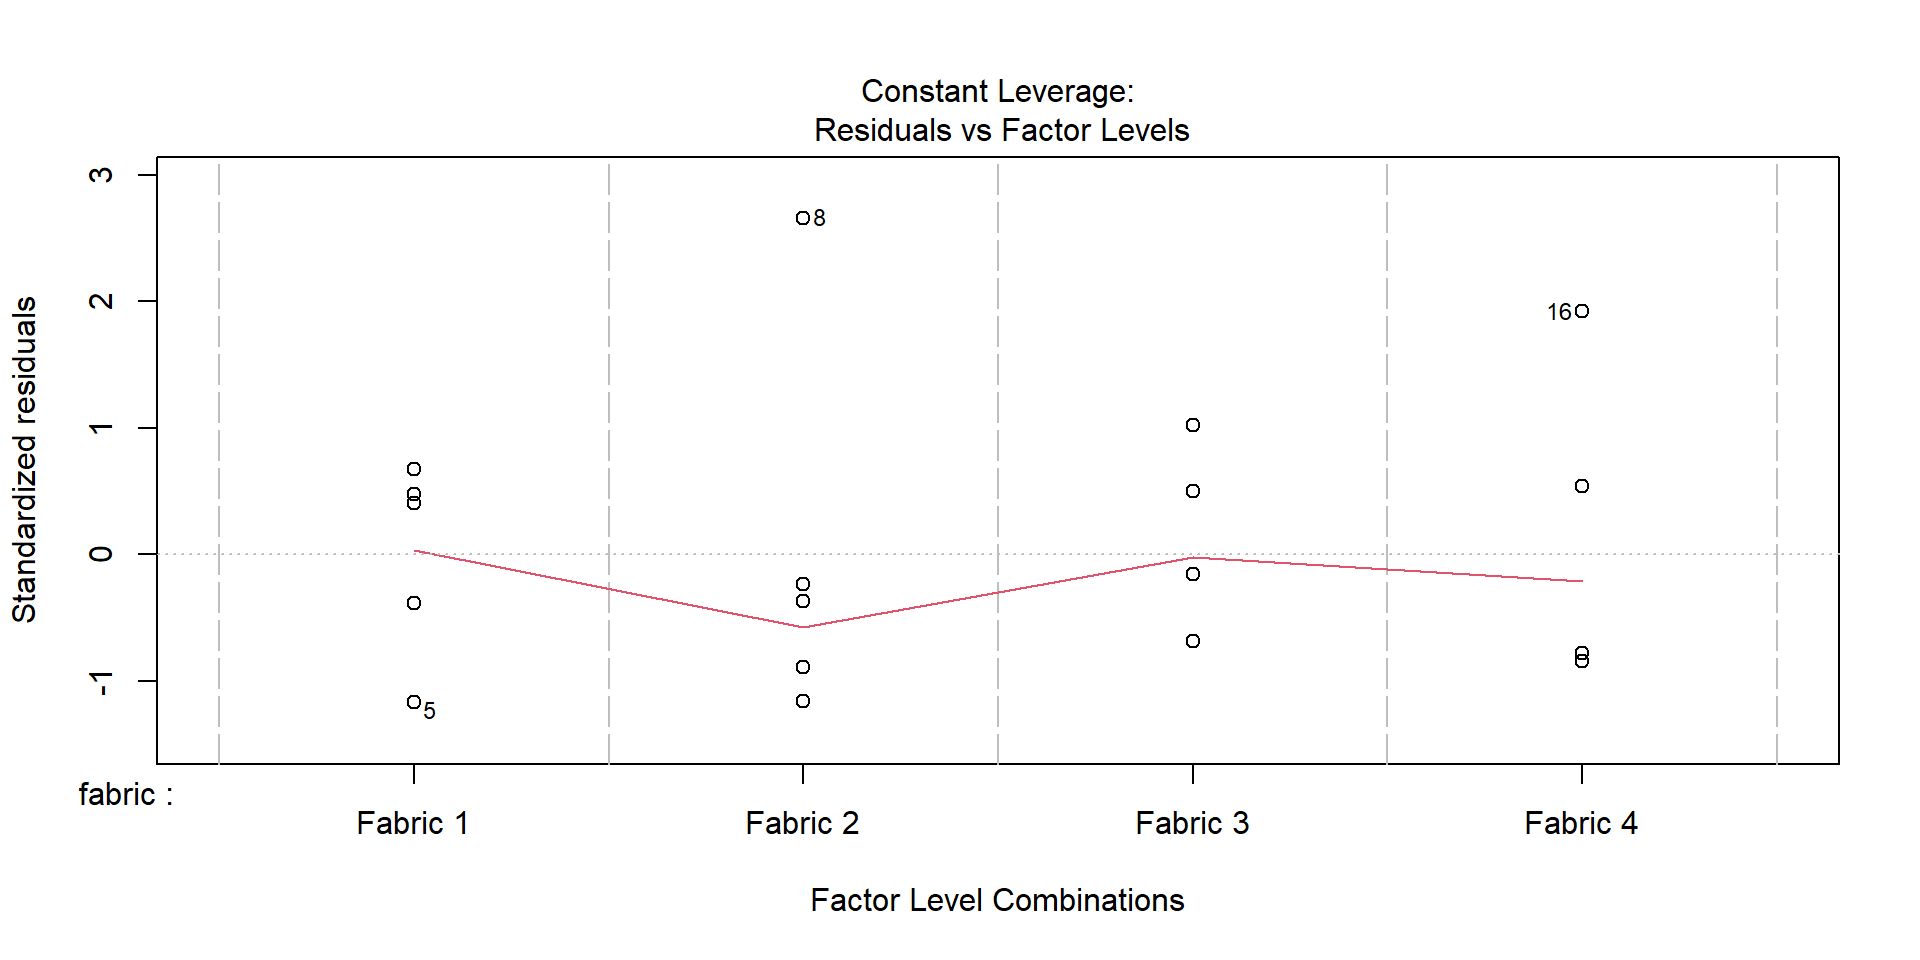 Constant Leverage:
Residuals vs Factor Levels
Standardized residuals
3
2
1
0
-1
8
16
5
fabric :
Fabric 1
Fabric 2
Fabric 3
Fabric 4
Factor Level Combinations